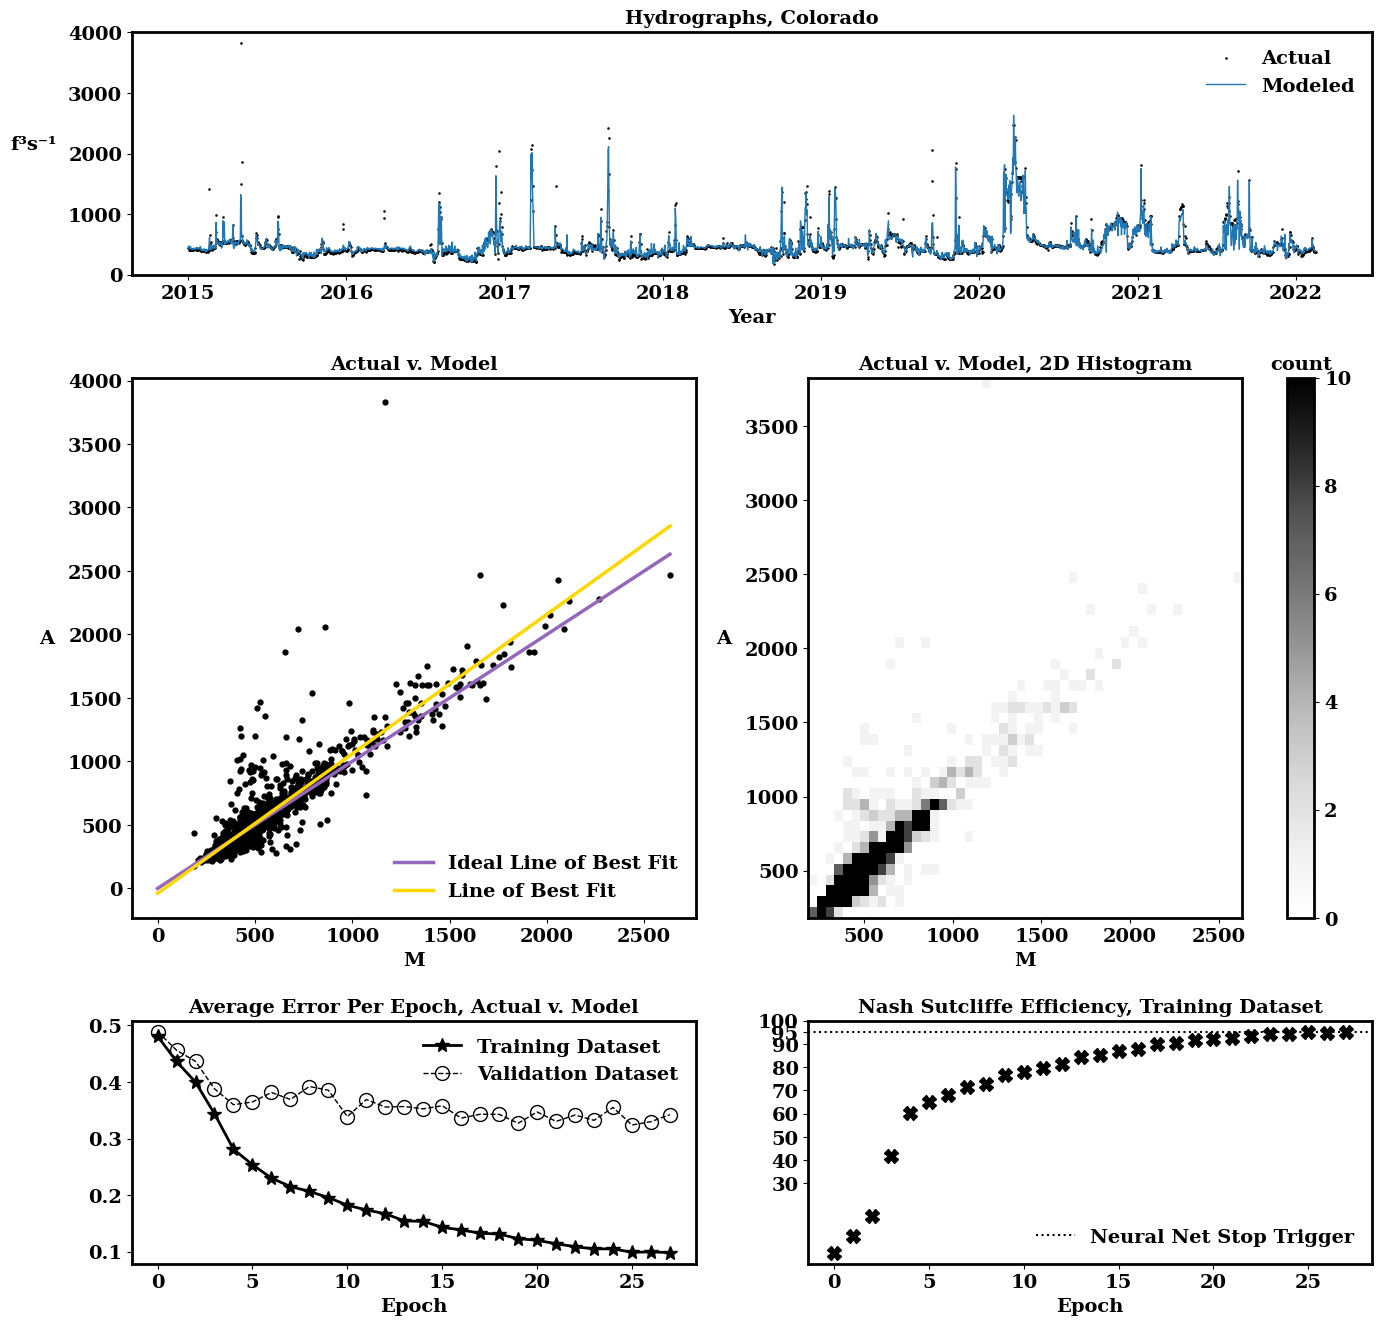 Hydrographs, Colorado
4000
3000
2000
1000
0
f³s⁻¹
Actual
Modeled
2015 2016 2017 2018 2019 2020 2021 2022
Year
Actual v. Model
4000
3500
3000
2500
2000
1500
1000
500
0
A
Ideal Line of Best Fit
Line of Best Fit
0 500 1000 1500 2000 2500
M
Actual v. Model, 2D Histogram
3500
3000
2500
2000
1500
1000
500
A
500 1000 1500 2000 2500
M
count
10
8
6
4
2
0
Average Error Per Epoch, Actual v. Model
0.5
0.4
0.3
0.2
0.1
Training Dataset
Validation Dataset
0 5 10 15 20 25
Epoch
Nash Sutcliffe Efficiency, Training Dataset
100
95
90
80
70
60
50
40
30
Neural Net Stop Trigger
0 5 10 15 20 25
Epoch